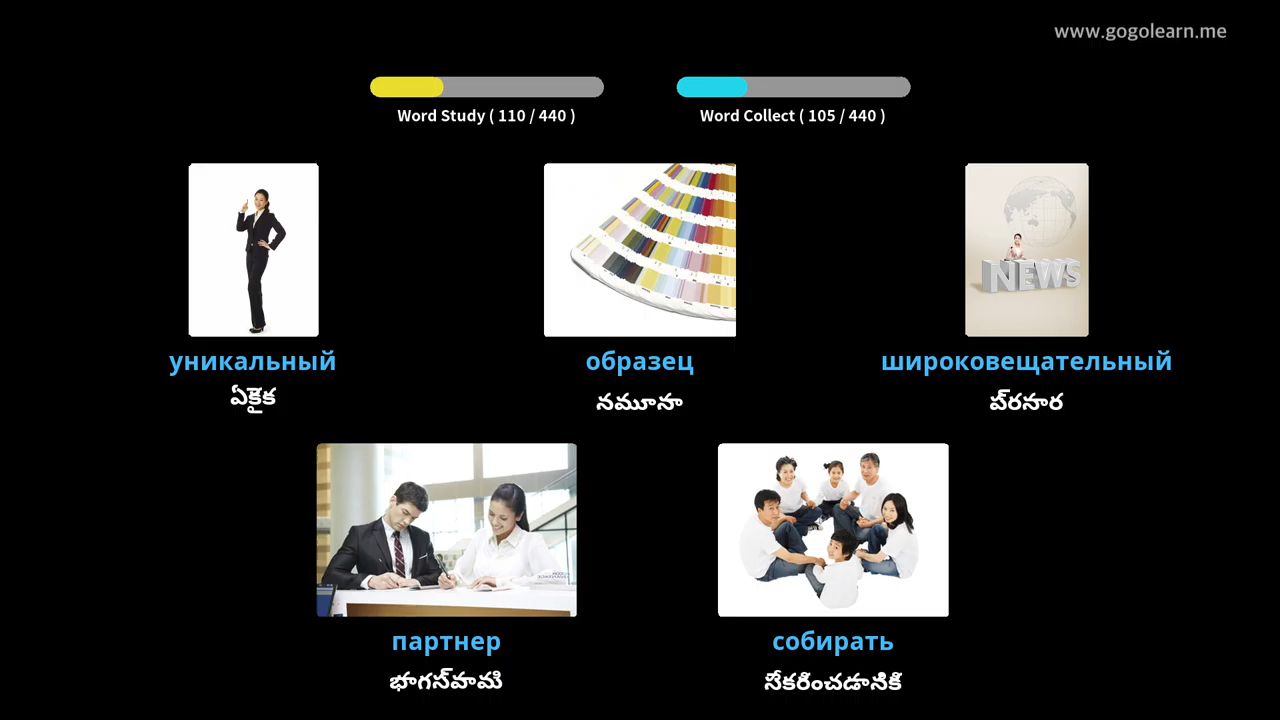 www.gogolearn.me
Word Study ( 110 / 440 )
Word Collect ( 105 / 440 )
уникальный
ఏకైక
образец
నమూనా
широковещательный
ప్రసార
партнер
భాగస్వామి
собирать
సేకరించడానికి